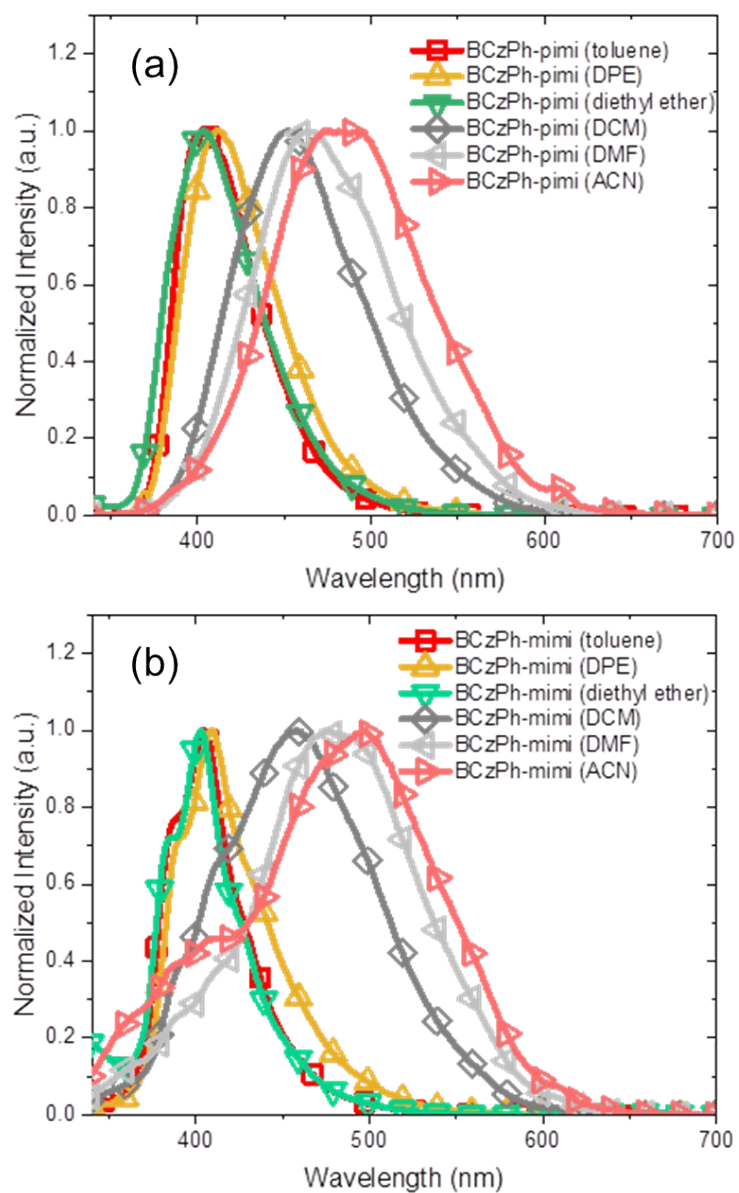 (a)
BCzPh-pimi (toluene)
BCzPh-pimi (DPE)
BCzPh-pimi (diethyl ether)
BCzPh-pimi (DCM)
BCzPh-pimi (DMF)
BCzPh-pimi (ACN)
Normalized Intensity (a.u.)
1.2
1.0
0.8
0.6
0.4
0.2
0.0
400
500
600
700
Wavelength (nm)
(b)
BCzPh-mimi (toluene)
BCzPh-mimi (DPE)
BCzPh-mimi (diethyl ether)
BCzPh-mimi (DCM)
BCzPh-mimi (DMF)
BCzPh-mimi (ACN)
Normalized Intensity (a.u.)
1.2
1.0
0.8
0.6
0.4
0.2
0.0
400
500
600
700
Wavelength (nm)